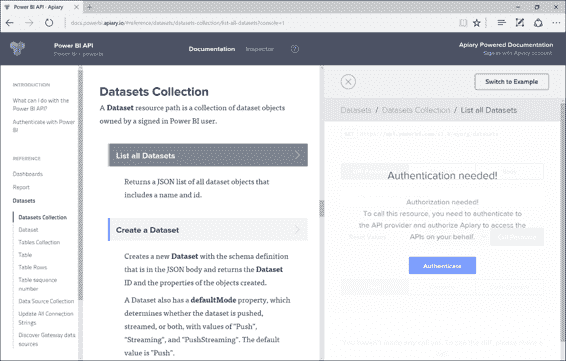 Power BI API · Apiary
docs.powerbi.apiary.io/#reference/datasets/datasets-collection/list-all-datasets?console=1
Power BI API
Documentation
Inspector
Apiary Powered Documentation
Sign in with Apiary account.
INTRODUCTION
What can I do with the
Power BI API?
Authenticate with Power
BI
REFERENCE
Dashboards
Report
Datasets
Datasets Collection
Dataset
Tables Collection
Table
Table Rows
Table sequence
number
Data Source Collection
Update All Connection
Strings
Discover Gateway data
sources
Datasets Collection
A Dataset resource path is a collection of dataset objects
owned by a signed in Power BI user.
List all Datasets
Returns a JSON list of all dataset objects that
includes a name and id.
Create a Dataset
Creates a new Dataset with the schema definition
that is in the JSON body and returns the Dataset
ID and the properties of the objects created.
A Dataset also has a defaultMode property, which
determines whether the dataset is pushed,
streamed, or both, with values of "Push",
"Streaming", and "PushStreaming". The default
value is "Push".
Switch to Example
Datasets / Datasets Collection / List all Datasets
Authentication needed!
Authorization needed!
To call this resource, you need to authenticate to
the API provider and authorize Apiary to access the
APIs on your behalf.
Authenticate